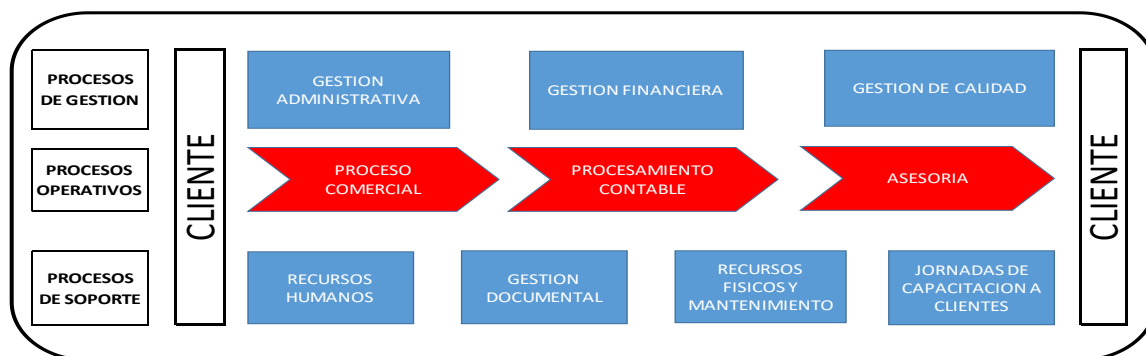 PROCESOS
DE GESTION
CLIENTE
GESTION
ADMINISTRATIVA
GESTION FINANCIERA
GESTION DE CALIDAD
CLIENTE
PROCESOS
OPERATIVOS
PROCESO
COMERCIAL
PROCESAMIENTO
CONTABLE
ASESORIA
PROCESOS
DE SOPORTE
RECURSOS
HUMANOS
GESTION
DOCUMENTAL
RECURSOS
FISICOS Y
MANTENIMIENTO
JORNADAS DE
CAPACITACION A
CLIENTES